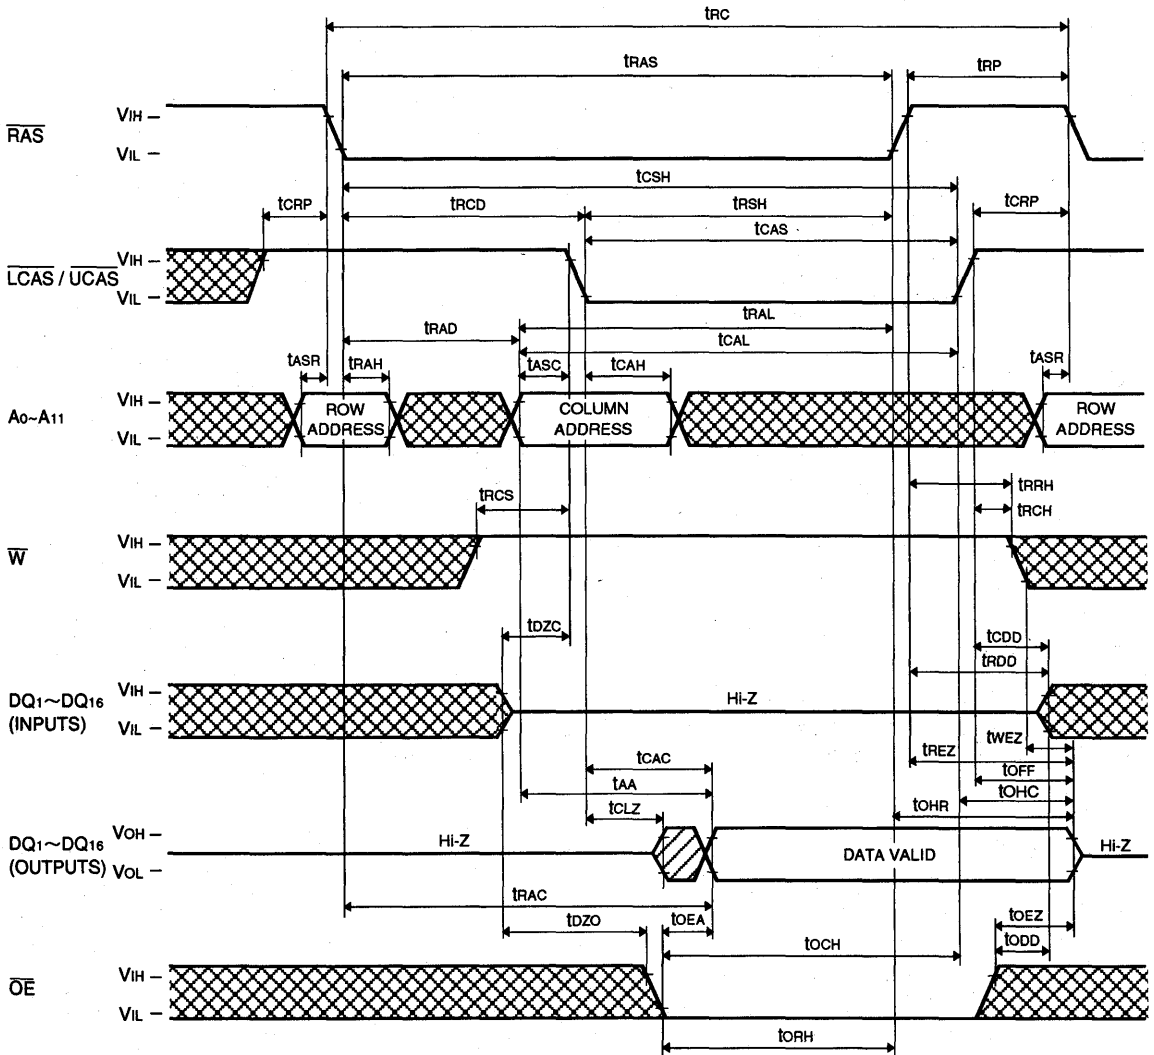 tRC
tRAS
tRP
RAS
VIH –
VIL –
tCSH
tCRP
tRCD
tRSH
tCRP
tCAS
LCAS / UCAS
VIH –
VIL –
tRAL
tRAD
tCAL
tASR
tRAH
tASC
tCAH
tASR
A0~A11
VIH –
VIL –
ROW ADDRESS
COLUMN ADDRESS
ROW ADDRESS
tRRH
tRCS
tRCH
W
VIH –
VIL –
tDZC
tCDD
tRDD
DQ1~DQ16
(INPUTS)
VIH –
VIL –
Hi-Z
tWEZ
tREZ
tCAC
tOFF
tAA
tOHC
tCLZ
tOHR
DQ1~DQ16
(OUTPUTS)
VOH –
VOL –
Hi-Z
DATA VALID
Hi-Z
tRAC
tDZO
tOEA
tOEZ
tOCH
tODD
OE
VIH –
VIL –
tORH